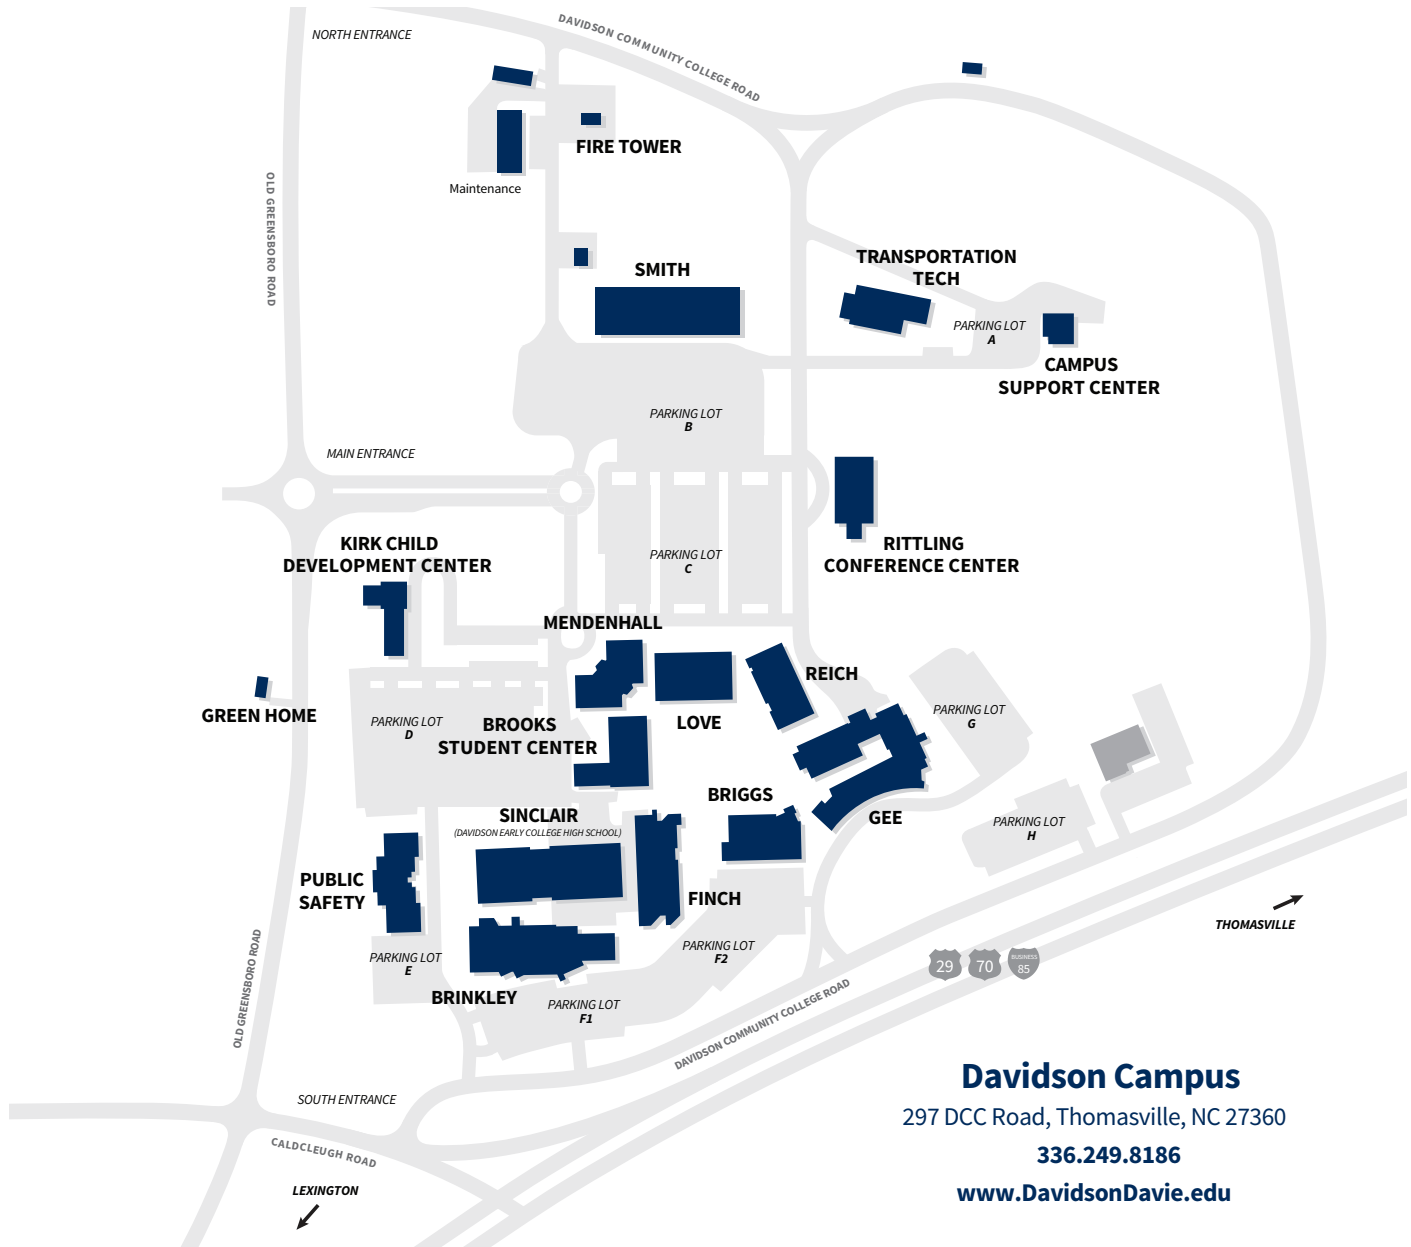 NORTH ENTRANCE
DAVIDSON COMMUNITY COLLEGE ROAD
FIRE TOWER
Maintenance
OLD GREENSBORO ROAD
SMITH
TRANSPORTATION
TECH
PARKING LOT
A
CAMPUS
SUPPORT CENTER
PARKING LOT
B
MAIN ENTRANCE
KIRK CHILD
DEVELOPMENT CENTER
PARKING LOT
C
RITTLING
CONFERENCE CENTER
MENDENHALL
REICH
GREEN HOME
PARKING LOT
D
BROOKS
STUDENT CENTER
LOVE
PARKING LOT
G
BRIGGS
SINCLAIR
(DAVIDSON EARLY COLLEGE HIGH SCHOOL)
GEE
PARKING LOT
H
PUBLIC
SAFETY
FINCH
THOMASVILLE
OLD GREENSBORO ROAD
PARKING LOT
E
PARKING LOT
F2
29
70
BUSINESS
85
BRINKLEY
PARKING LOT
F1
DAVIDSON COMMUNITY COLLEGE ROAD
SOUTH ENTRANCE
CALDCLEUGH ROAD
LEXINGTON
Davidson Campus
297 DCC Road, Thomasville, NC 27360
336.249.8186
www.DavidsonDavie.edu